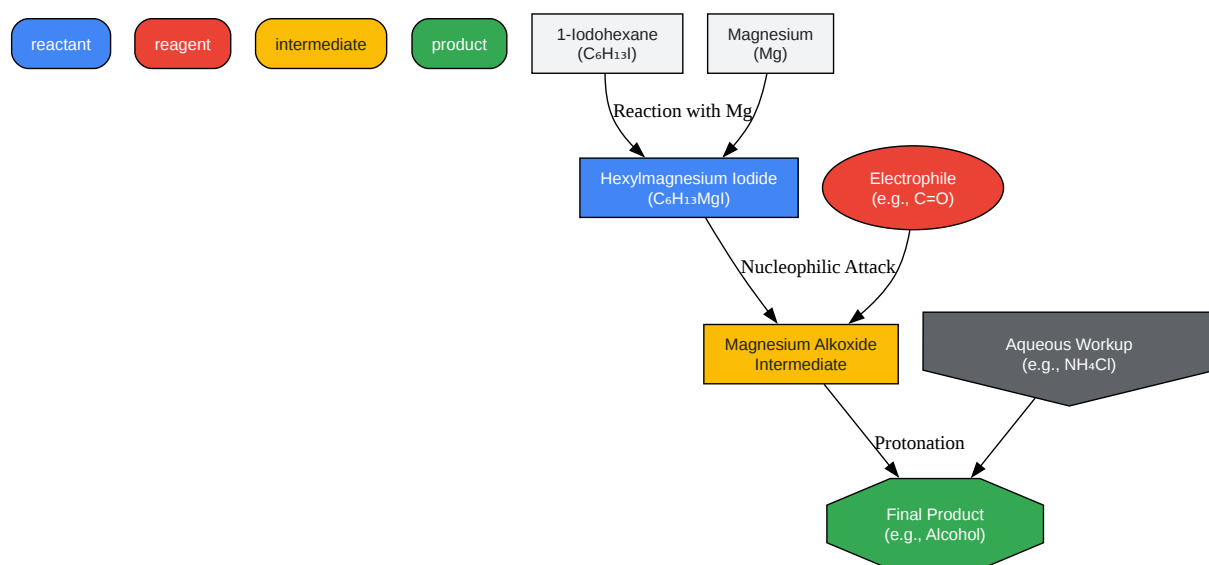 reactant
reagent
intermediate
product
1-Iodohexane
(C₆H₁₃I)
Magnesium
(Mg)
Reaction with Mg
Hexylmagnesium Iodide
(C₆H₁₃MgI)
Electrophile
(e.g., C=O)
Nucleophilic Attack
Magnesium Alkoxide
Intermediate
Aqueous Workup
(e.g., NH₄Cl)
Protonation
Final Product
(e.g., Alcohol)